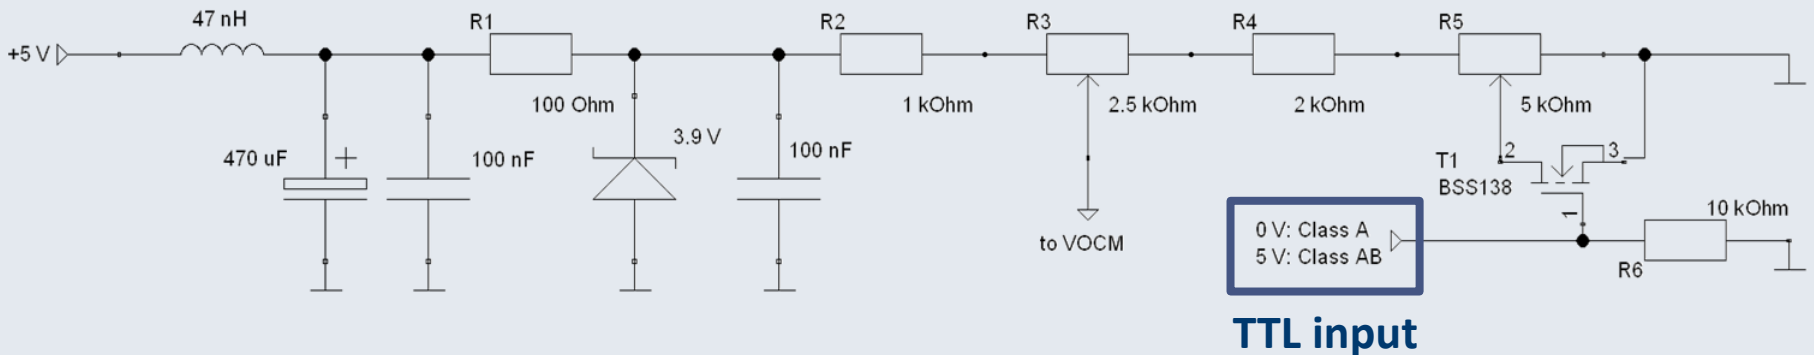 47 nH
R1
R2
R3
R4
R5
+5 V
100 Ohm
1 kOhm
2.5 kOhm
2 kOhm
5 kOhm
470 uF
+
100 nF
3.9 V
100 nF
T1
BSS138
2
3
1
to VOCM
0 V: Class A
5 V: Class AB
10 kOhm
R6
TTL input